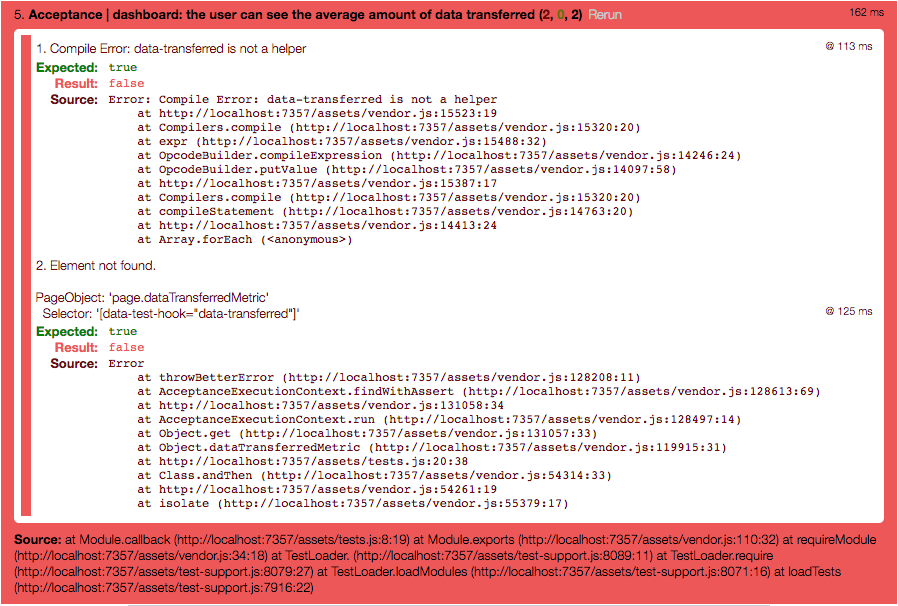 5. Acceptance | dashboard: the user can see the average amount of data transferred (2, 0, 2) Rerun 162 ms
1. Compile Error: data-transferred is not a helper @ 113 ms
Expected: true
Result: false
Source: Error: Compile Error: data-transferred is not a helper
at http://localhost:7357/assets/vendor.js:15523:19
at Compilers.compile (http://localhost:7357/assets/vendor.js:15320:20)
at expr (http://localhost:7357/assets/vendor.js:15488:32)
at OpcodeBuilder.compileExpression (http://localhost:7357/assets/vendor.js:14246:24)
at OpcodeBuilder.putValue (http://localhost:7357/assets/vendor.js:14097:58)
at http://localhost:7357/assets/vendor.js:15387:17
at Compilers.compile (http://localhost:7357/assets/vendor.js:15320:20)
at compileStatement (http://localhost:7357/assets/vendor.js:14763:20)
at http://localhost:7357/assets/vendor.js:14413:24
at Array.forEach (<anonymous>)
2. Element not found.
PageObject: 'page.dataTransferredMetric'
Selector: '[data-test-hook="data-transferred"]' @ 125 ms
Expected: true
Result: false
Source: Error
at throwBetterError (http://localhost:7357/assets/vendor.js:128208:11)
at AcceptanceExecutionContext.findWithAssert (http://localhost:7357/assets/vendor.js:128613:69)
at http://localhost:7357/assets/vendor.js:131058:34
at AcceptanceExecutionContext.run (http://localhost:7357/assets/vendor.js:128497:14)
at Object.get (http://localhost:7357/assets/vendor.js:131057:33)
at Object.dataTransferredMetric (http://localhost:7357/assets/vendor.js:119915:31)
at http://localhost:7357/assets/tests.js:20:38
at Class.andThen (http://localhost:7357/assets/vendor.js:54314:33)
at http://localhost:7357/assets/vendor.js:54261:19
at isolate (http://localhost:7357/assets/vendor.js:55379:17)
Source: at Module.callback (http://localhost:7357/assets/tests.js:8:19) at Module.exports (http://localhost:7357/assets/vendor.js:110:32) at requireModule
(http://localhost:7357/assets/vendor.js:34:18) at TestLoader. (http://localhost:7357/assets/test-support.js:8089:11) at TestLoader.require
(http://localhost:7357/assets/test-support.js:8079:27) at TestLoader.loadModules (http://localhost:7357/assets/test-support.js:8071:16) at loadTests
(http://localhost:7357/assets/test-support.js:7916:22)